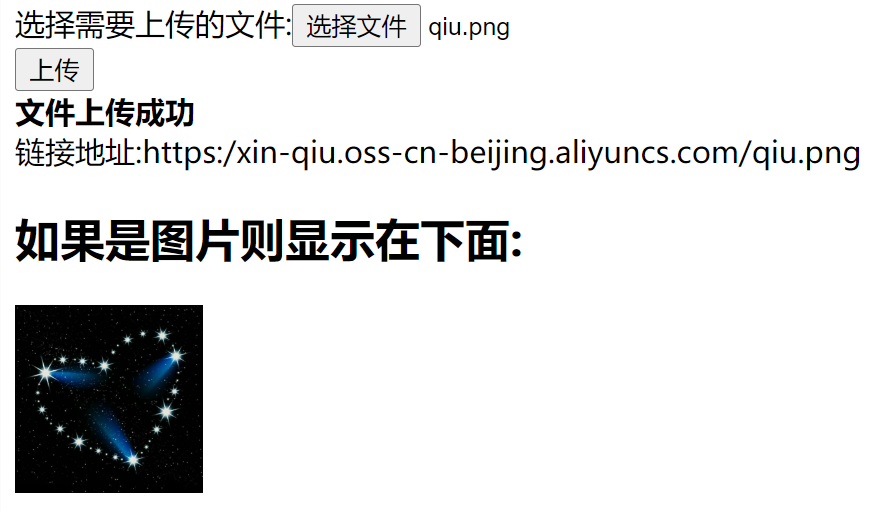 选择需要上传的文件:选择文件 qiu.png
上传
文件上传成功
链接地址:https:/xin-qiu.oss-cn-beijing.aliyuncs.com/qiu.png
如果是图片则显示在下面: